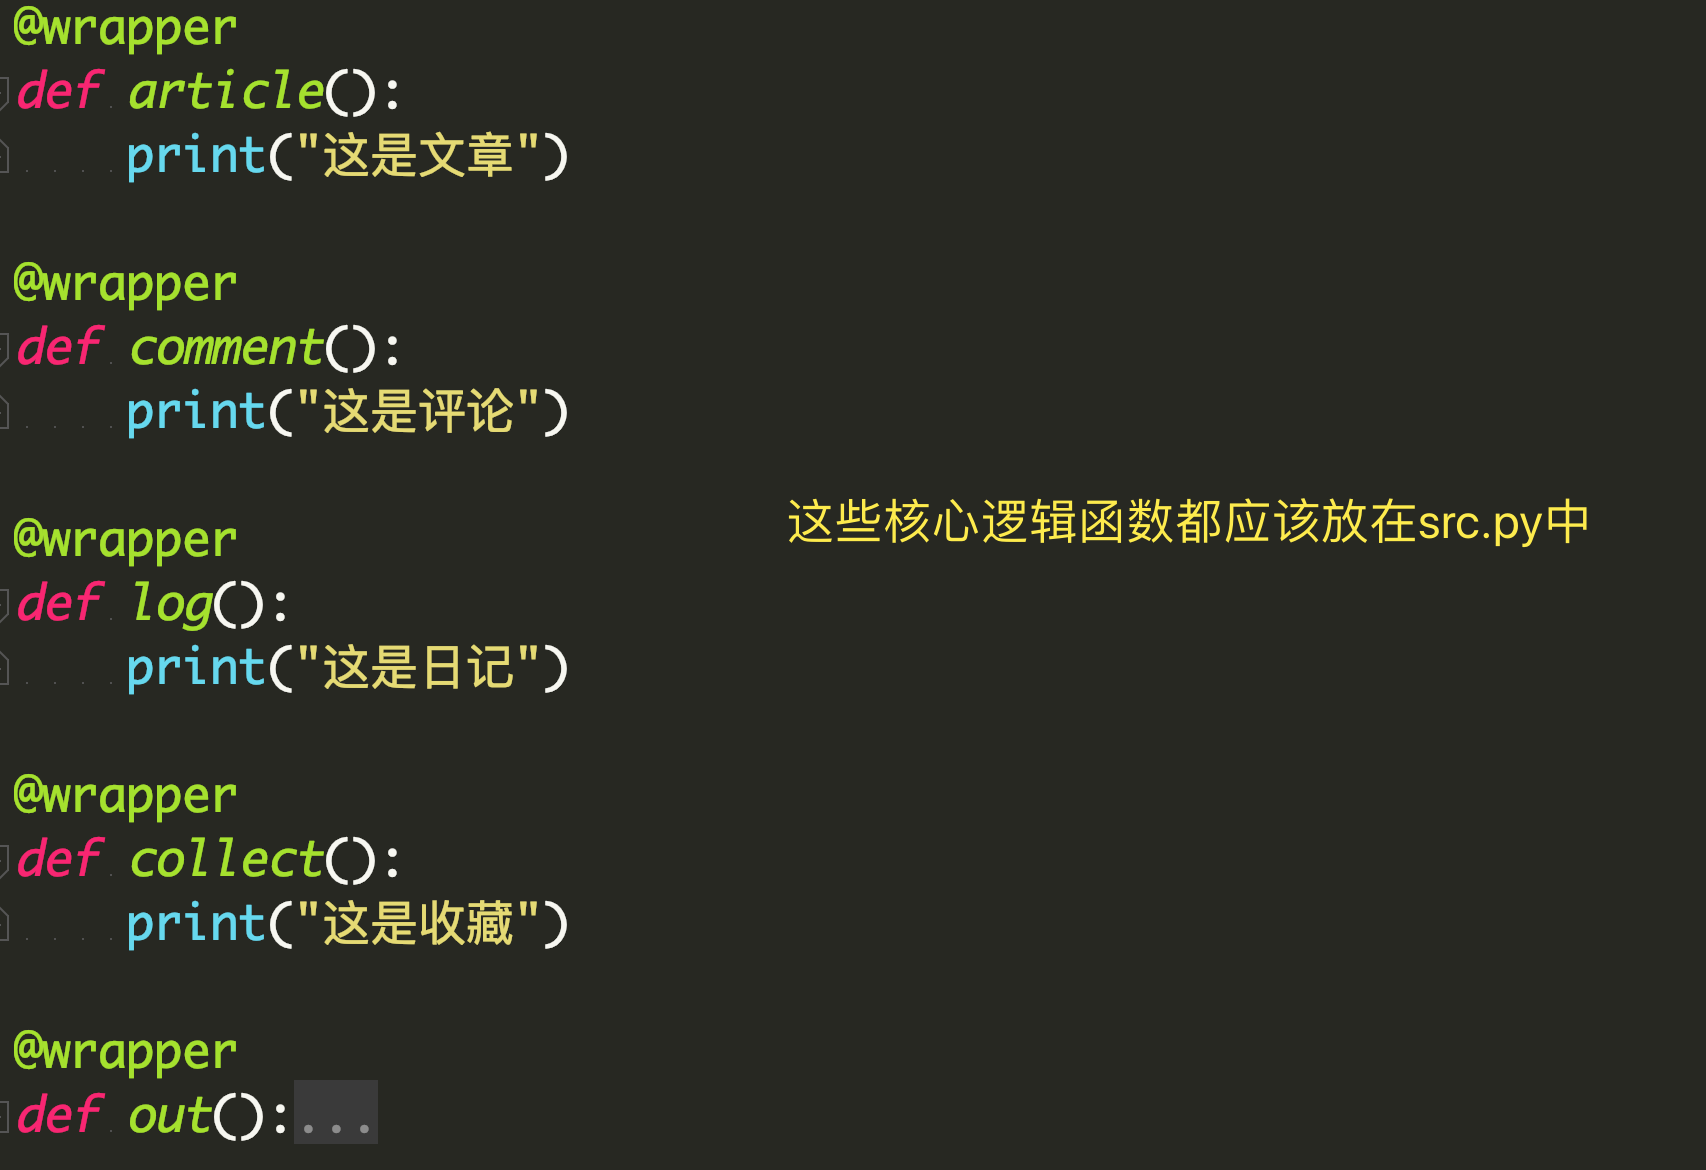 @wrapper
def article():
    print("这是文章")
@wrapper
def comment():
    print("这是评论")
这些核心逻辑函数都应该放在src.py中
@wrapper
def log():
    print("这是日记")
@wrapper
def collect():
    print("这是收藏")
@wrapper
def out():...